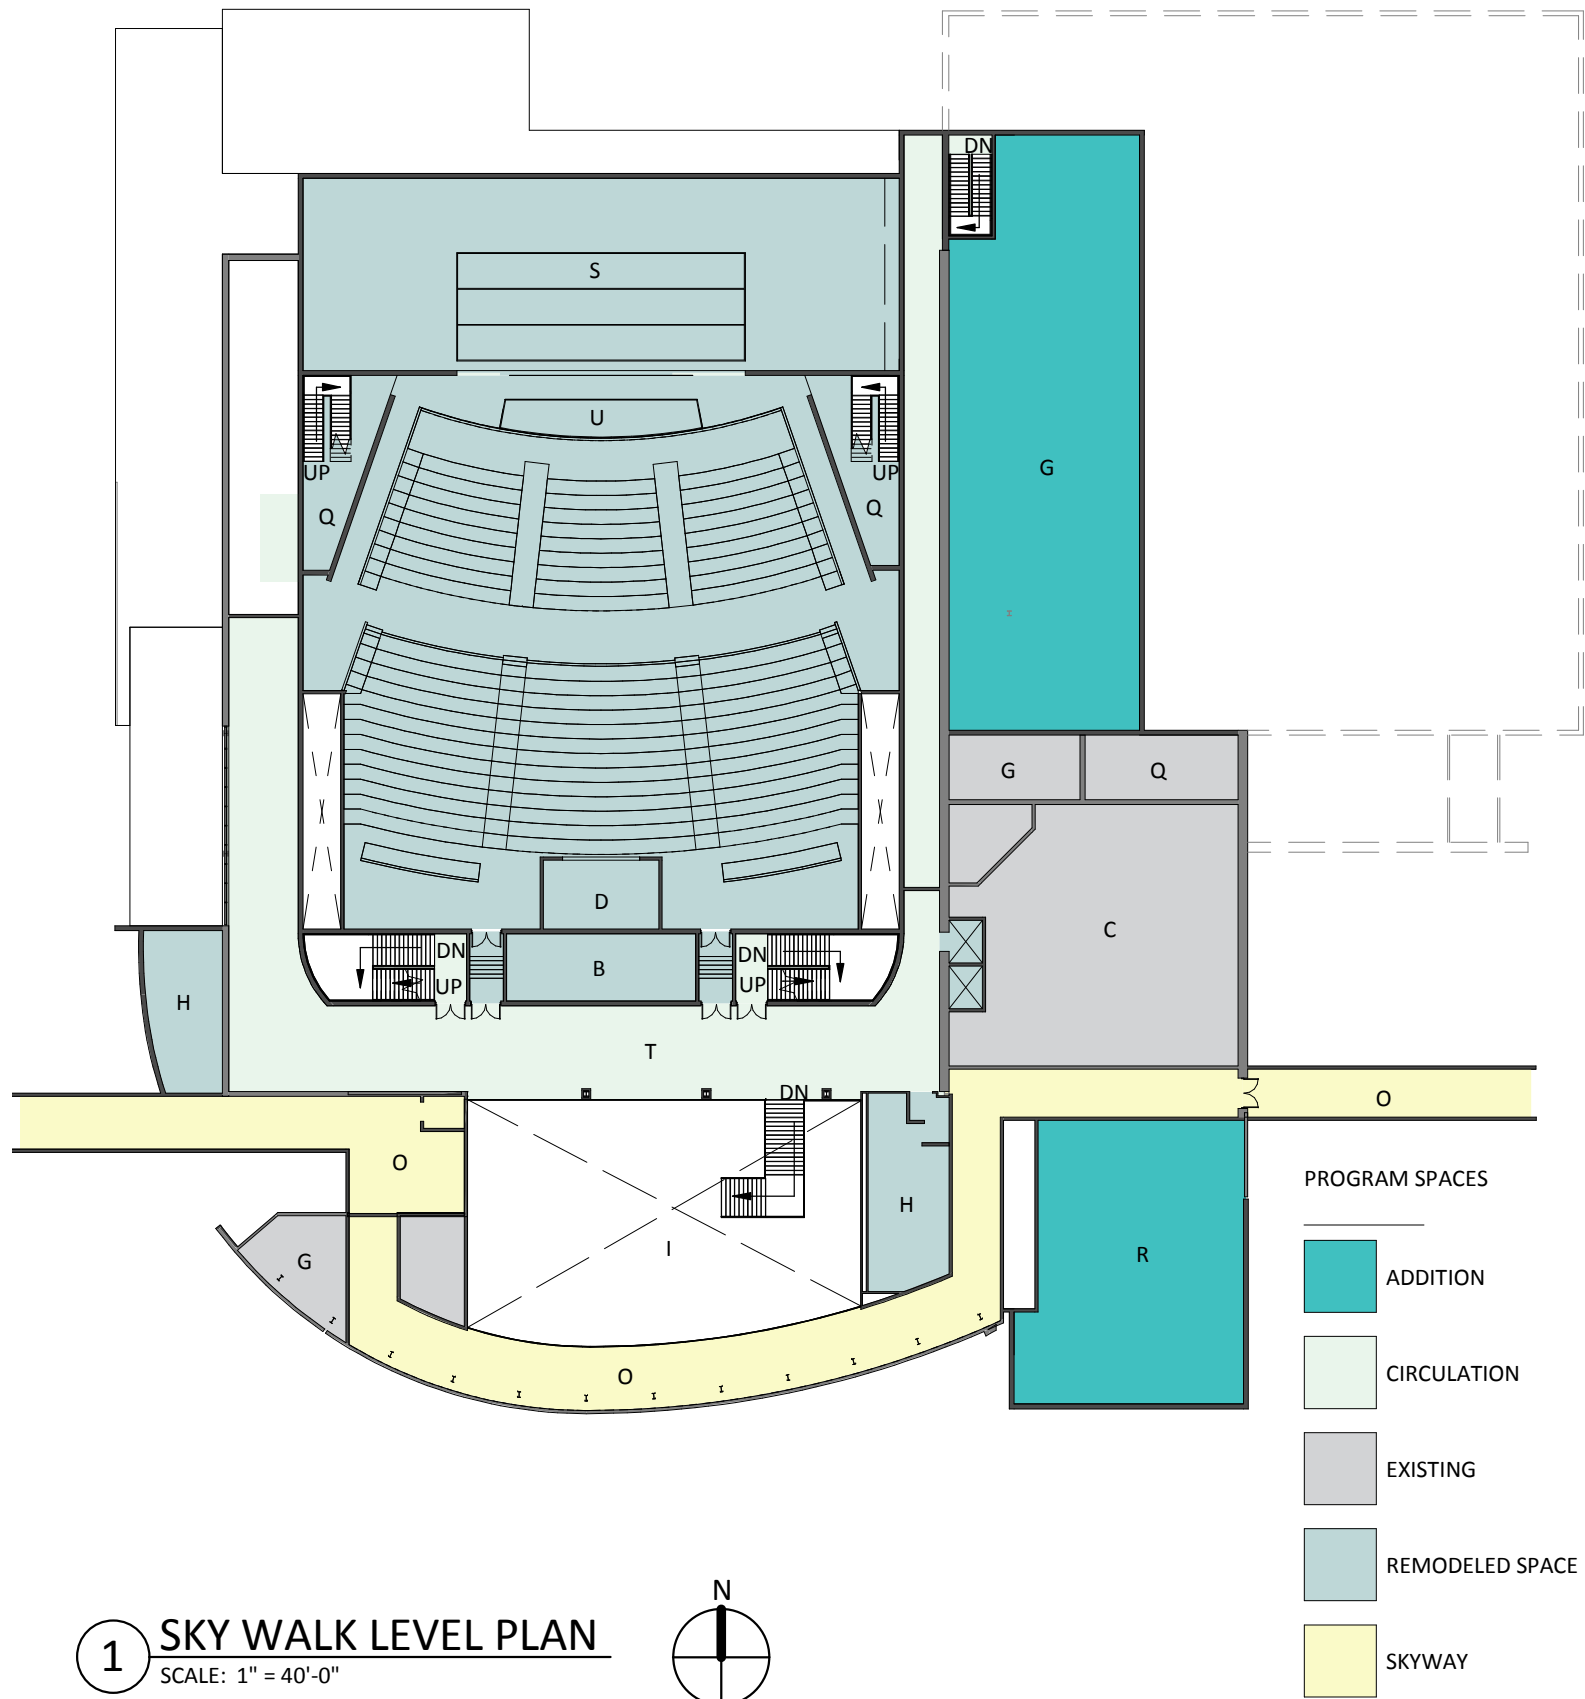 DN
S
U
G
UP
UP
Q
Q
G
Q
D
C
DN
DN
B
UP
UP
H
T
DN
O
O
H
PROGRAM SPACES
I
G
R
ADDITION
O
CIRCULATION
EXISTING
REMODELED SPACE
SKYWAY
N
1
SKY WALK LEVEL PLAN
SCALE: 1" = 40'-0"